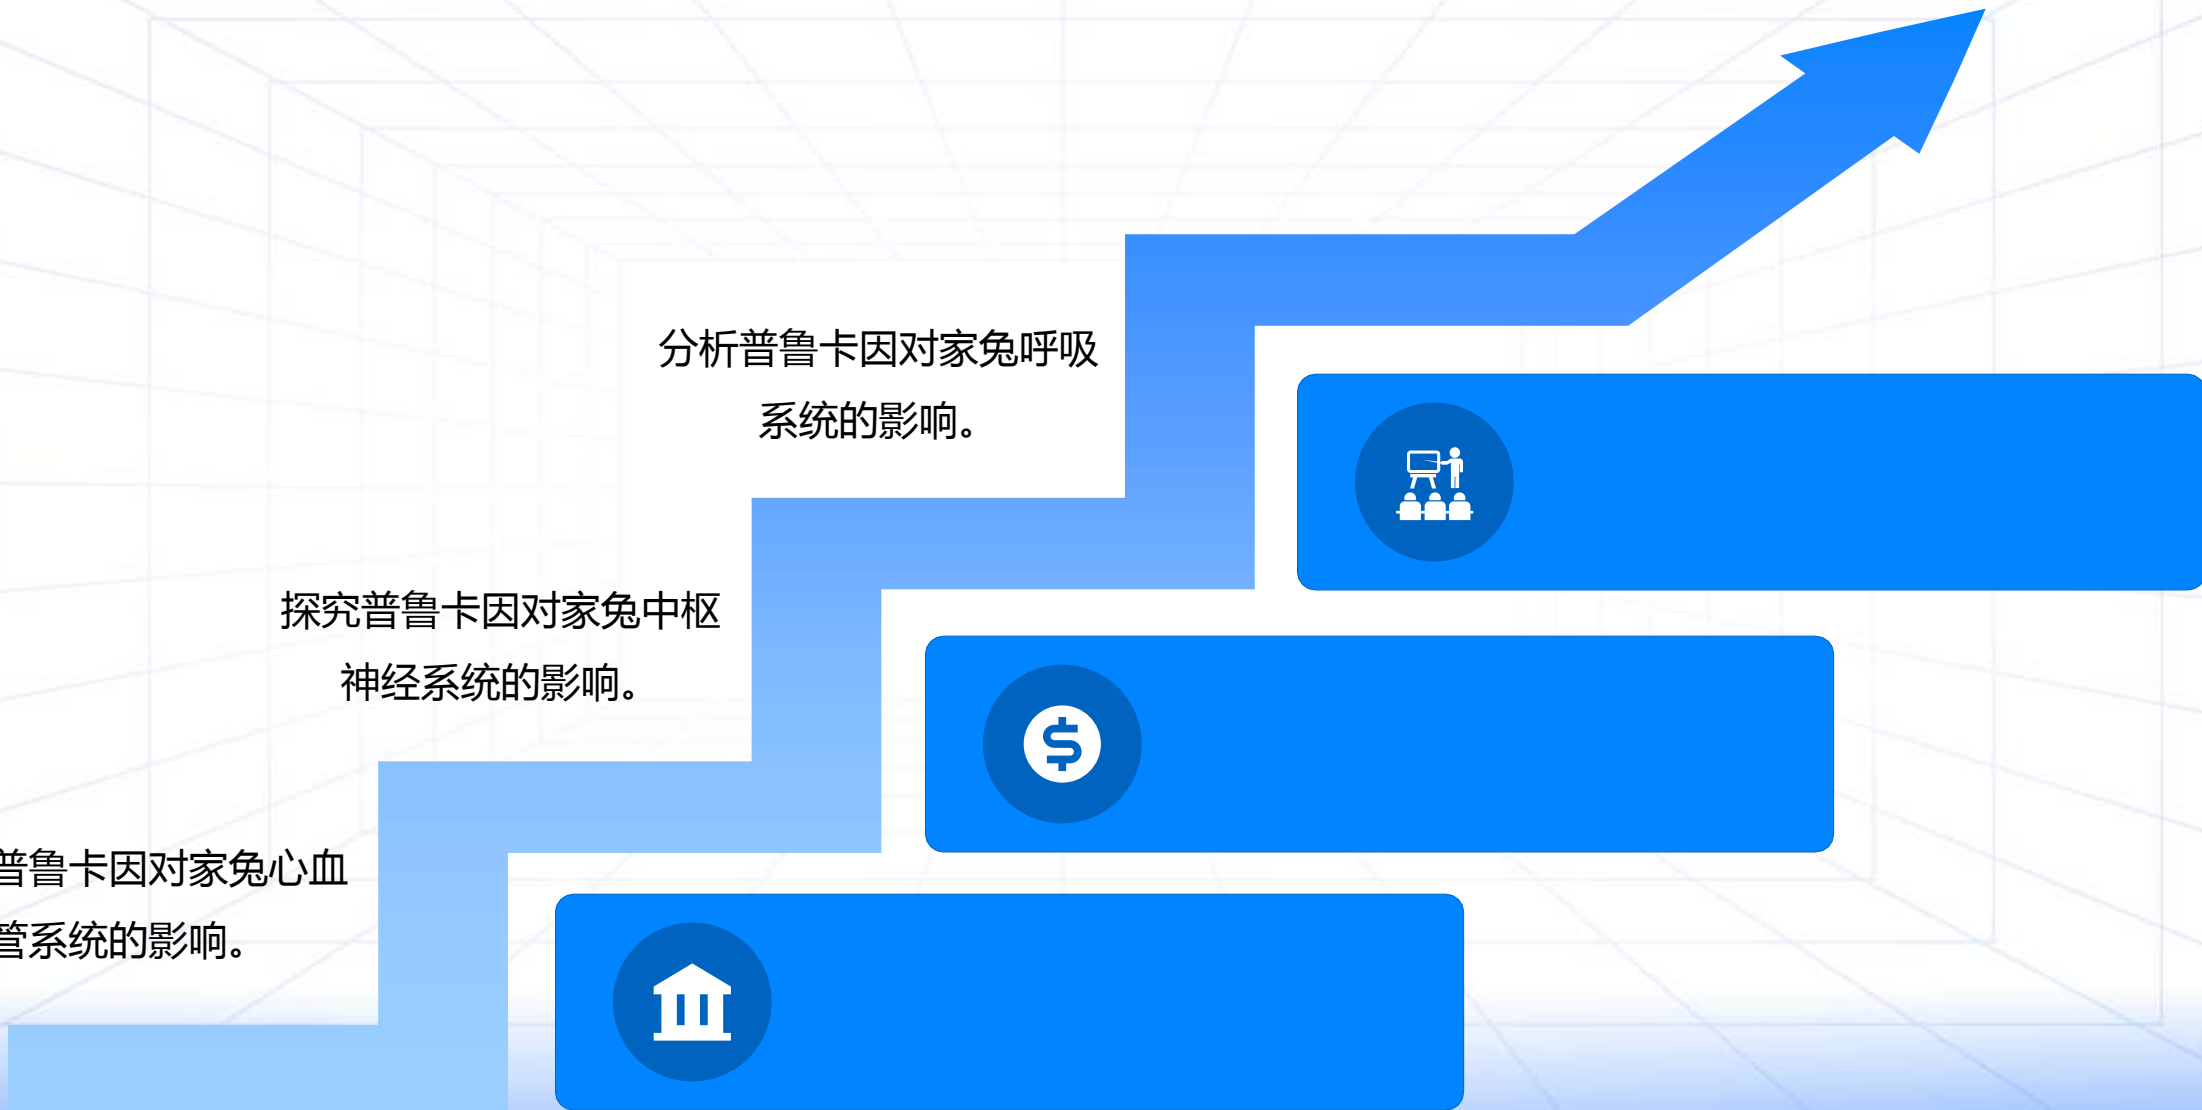 分析普鲁卡因对家兔呼吸
系统的影响。
探究普鲁卡因对家兔中枢
神经系统的影响。
普鲁卡因对家兔心血
管系统的影响。